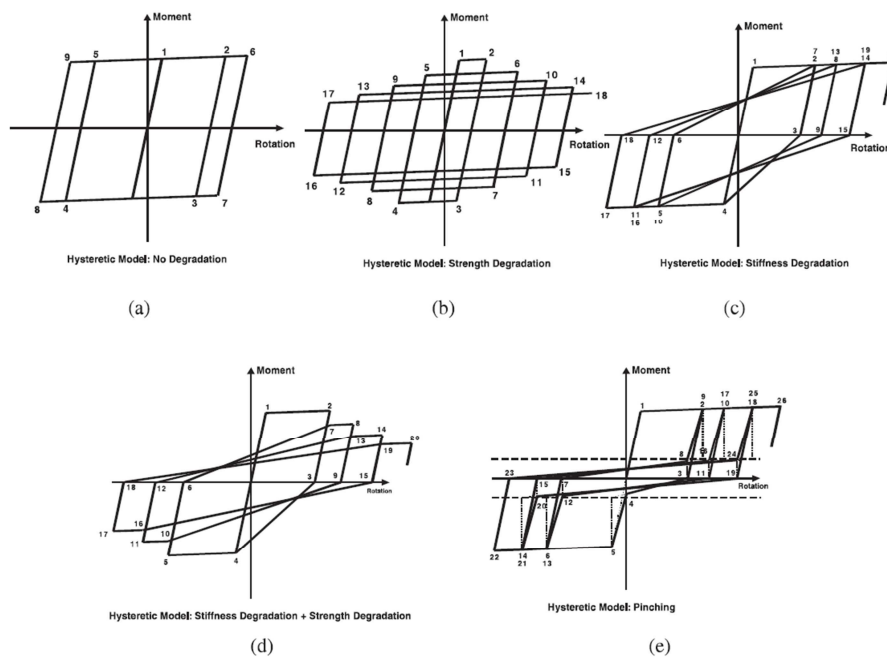 Moment
9 5 1 2 6
Rotation
8 4 3 7
Hysteretic Model: No Degradation
(a)
Moment
1 2
5 6
9 10
13 14
17 18
Rotation
16 15
12 11
8 7
4 3
Hysteretic Model: Strength Degradation
(b)
Moment
7 13 19
1 2 8 14
18 12 6 3 9 15
Rotation
17 11 5 4
16 10
Hysteretic Model: Stiffness Degradation
(c)
Moment
1 2
7 8
13 14
19 20
18 12 6 3 9 15
Rotation
17 16
11 10
5 4
Hysteretic Model: Stiffness Degradation + Strength Degradation
(d)
Moment
9 17 25
1 2 10 18 26
8 24
23 15 7 3 11 19
Rotation
20 12 4
22 14 6 5
21 13
Hysteretic Model: Pinching
(e)